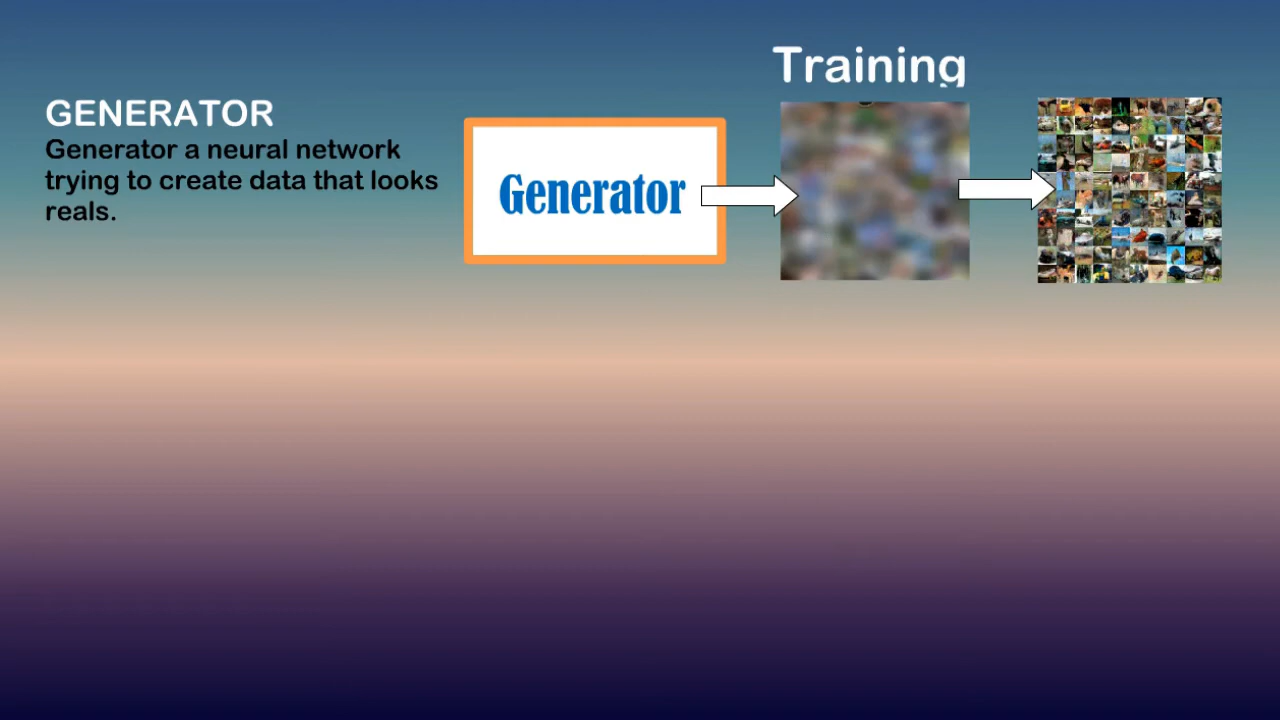 Training
GENERATOR
Generator a neural network
trying to create data that looks
reals.
Generator